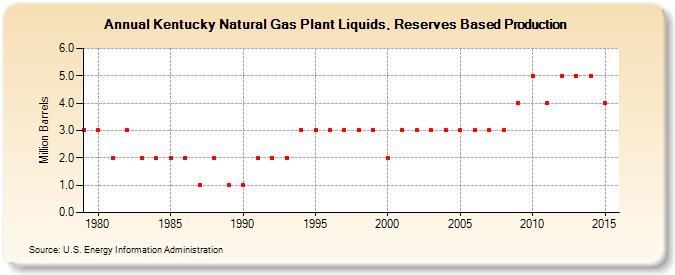 Annual Kentucky Natural Gas Plant Liquids, Reserves Based Production
Million Barrels
6.0
5.0
4.0
3.0
2.0
1.0
0.0
1980 1985 1990 1995 2000 2005 2010 2015
Source: U.S. Energy Information Administration